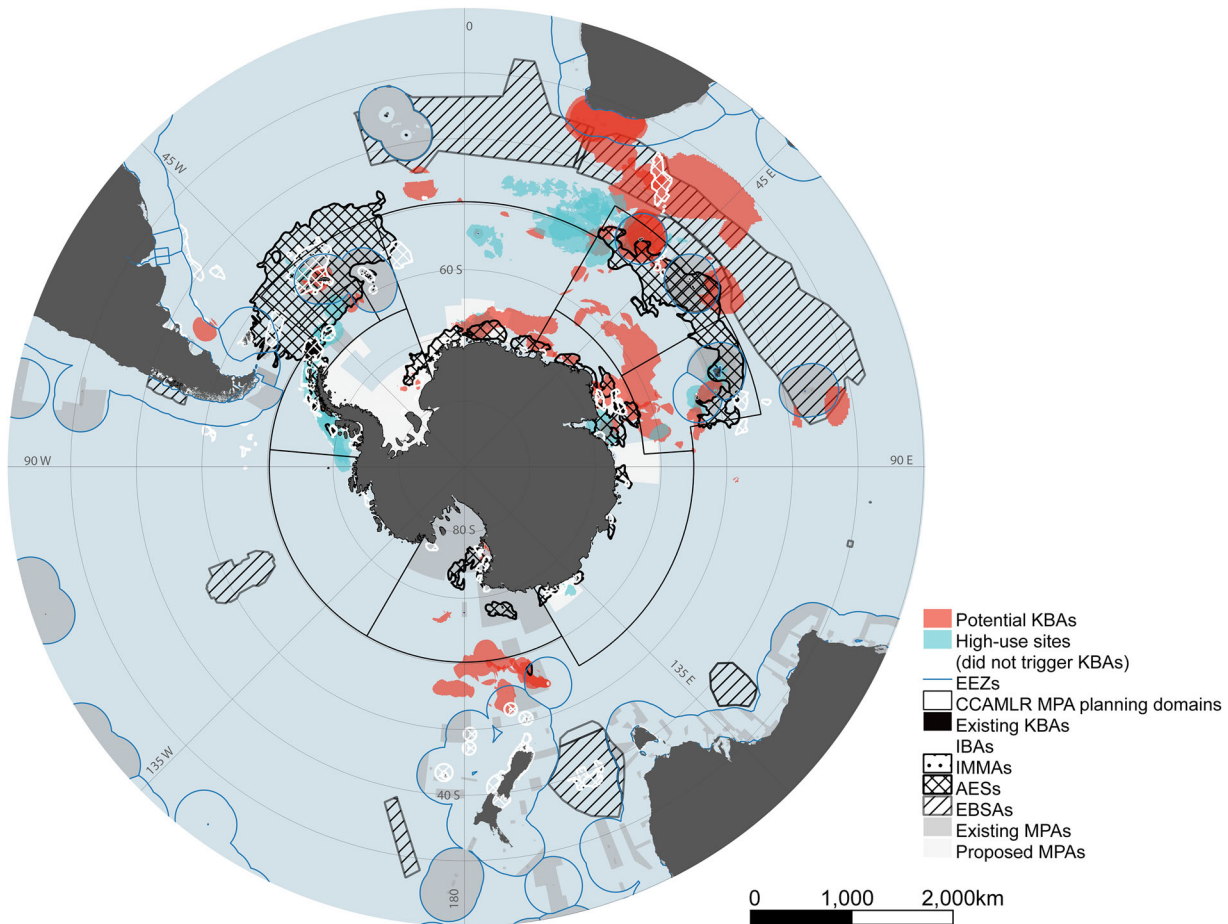 0
45 W
45 E
60 S
90 W
90 E
80 S
135 E
135 W
40 S
180
Potential KBAs
High-use sites
(did not trigger KBAs)
EEZs
CCAMLR MPA planning domains
Existing KBAs
IBAs
IMMAs
AESs
EBSAs
Existing MPAs
Proposed MPAs
0 1,000 2,000km